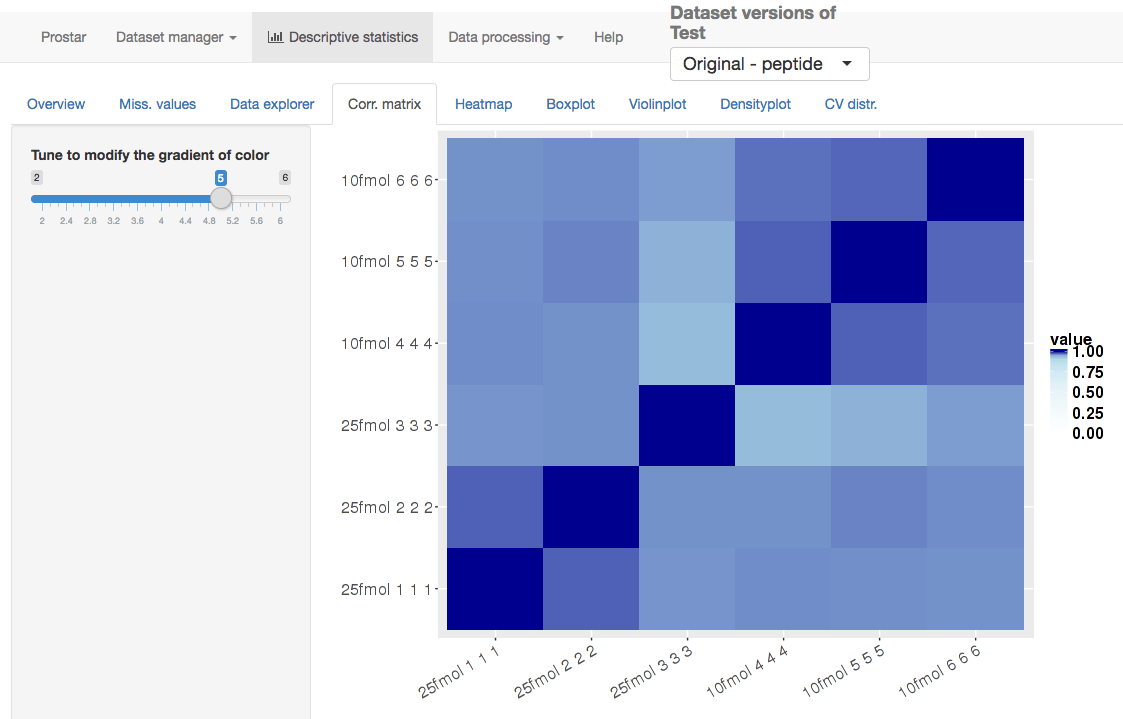 Prostar Dataset manager Descriptive statistics Data processing Help
Dataset versions of
Test
Original - peptide
Overview Miss. values Data explorer Corr. matrix Heatmap Boxplot Violinplot Densityplot CV distr.
Tune to modify the gradient of color
2 5 6
2 2.4 2.8 3.2 3.6 4 4.4 4.8 5.2 5.6 6
10fmol 6 6 6
10fmol 5 5 5
10fmol 4 4 4
25fmol 3 3 3
25fmol 2 2 2
25fmol 1 1 1
25fmol 1 1 1
25fmol 2 2 2
25fmol 3 3 3
10fmol 4 4 4
10fmol 5 5 5
10fmol 6 6 6
value
1.00
0.75
0.50
0.25
0.00